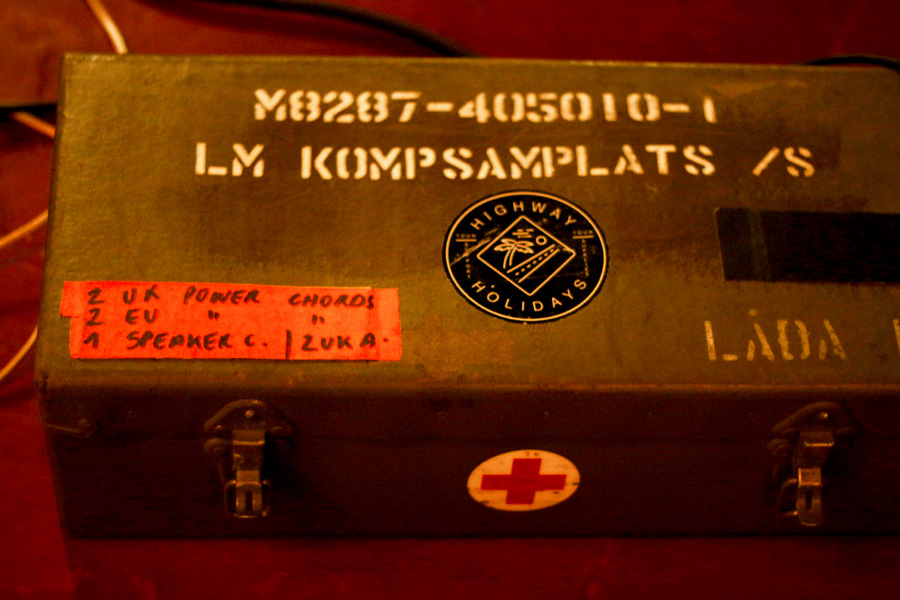 M8287-405010-1
LM KOMPSAMPLATS /S
HIGHWAY
HOLIDAYS
2 UK POWER CHORDS
2 EU " "
1 SPEAKER C. | ZUKA.
LÅDA